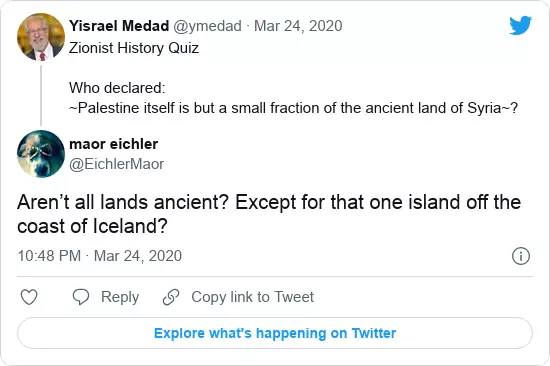 Yisrael Medad @ymedad · Mar 24, 2020
Zionist History Quiz
Who declared:
~Palestine itself is but a small fraction of the ancient land of Syria~?
maor eichler
@EichlerMaor
Aren’t all lands ancient? Except for that one island off the
coast of Iceland?
10:48 PM · Mar 24, 2020
Reply
Copy link to Tweet
Explore what's happening on Twitter